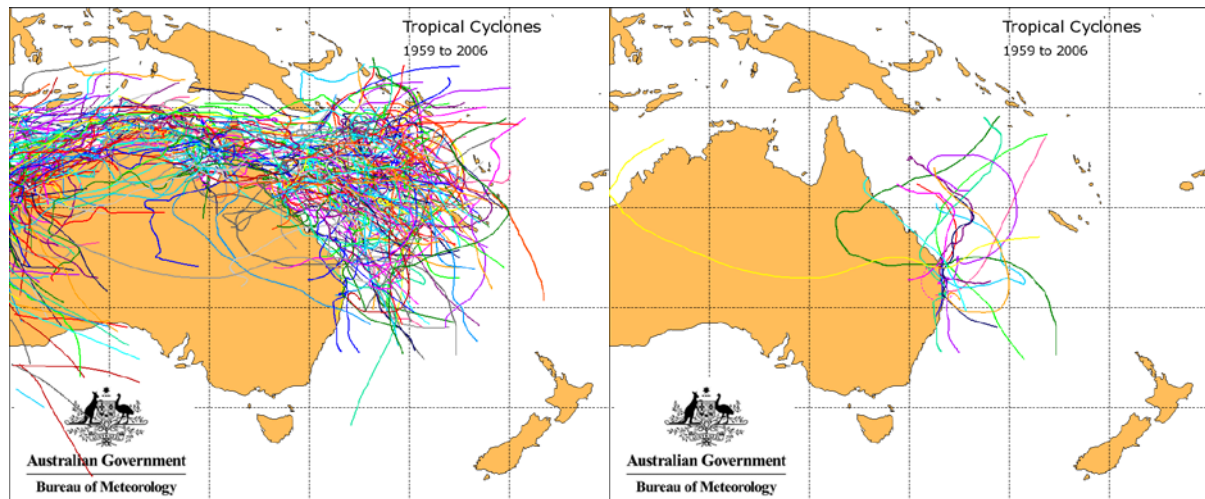 Tropical Cyclones
1959 to 2006
Australian Government
Bureau of Meteorology
Tropical Cyclones
1959 to 2006
Australian Government
Bureau of Meteorology